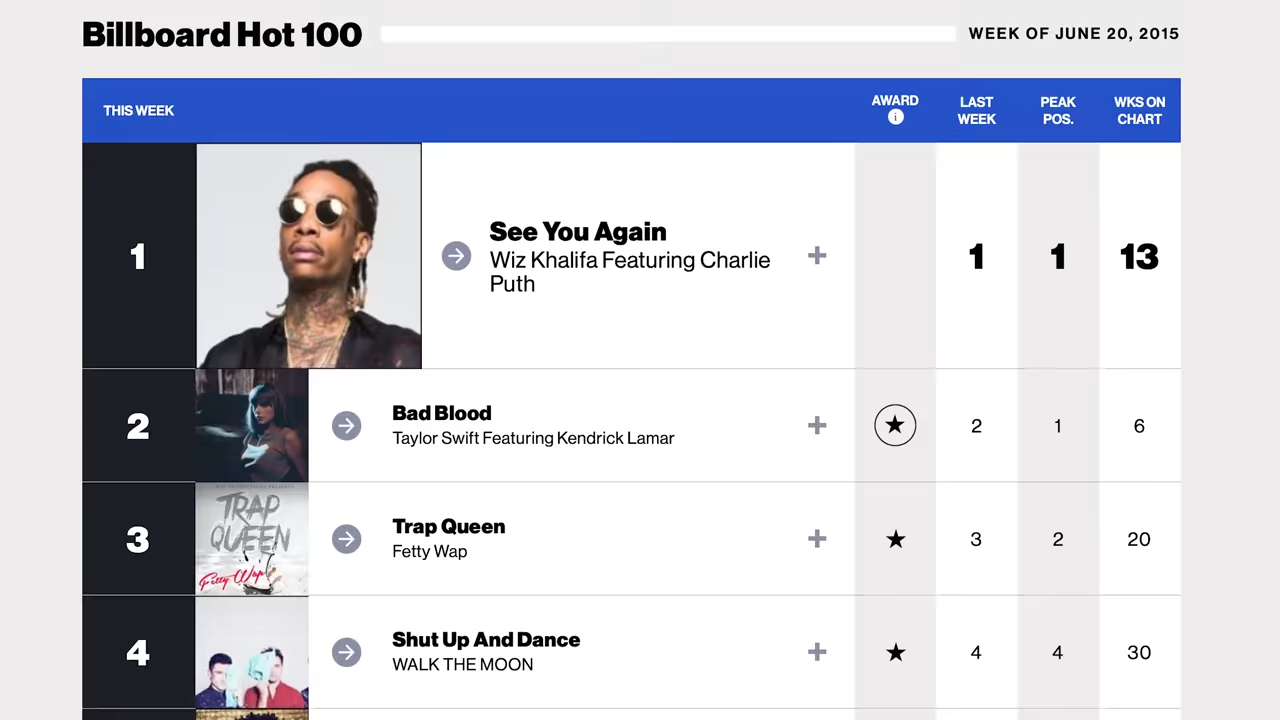 Billboard Hot 100
WEEK OF JUNE 20, 2015
THIS WEEK
AWARD
i
LAST
WEEK
PEAK
POS.
WKS ON
CHART
1
See You Again
Wiz Khalifa Featuring Charlie
Puth
1
1
13
2
Bad Blood
Taylor Swift Featuring Kendrick Lamar
2
1
6
3
TRAP
QUEEN
Fetty Wap
Trap Queen
Fetty Wap
3
2
20
4
Shut Up And Dance
WALK THE MOON
4
4
30